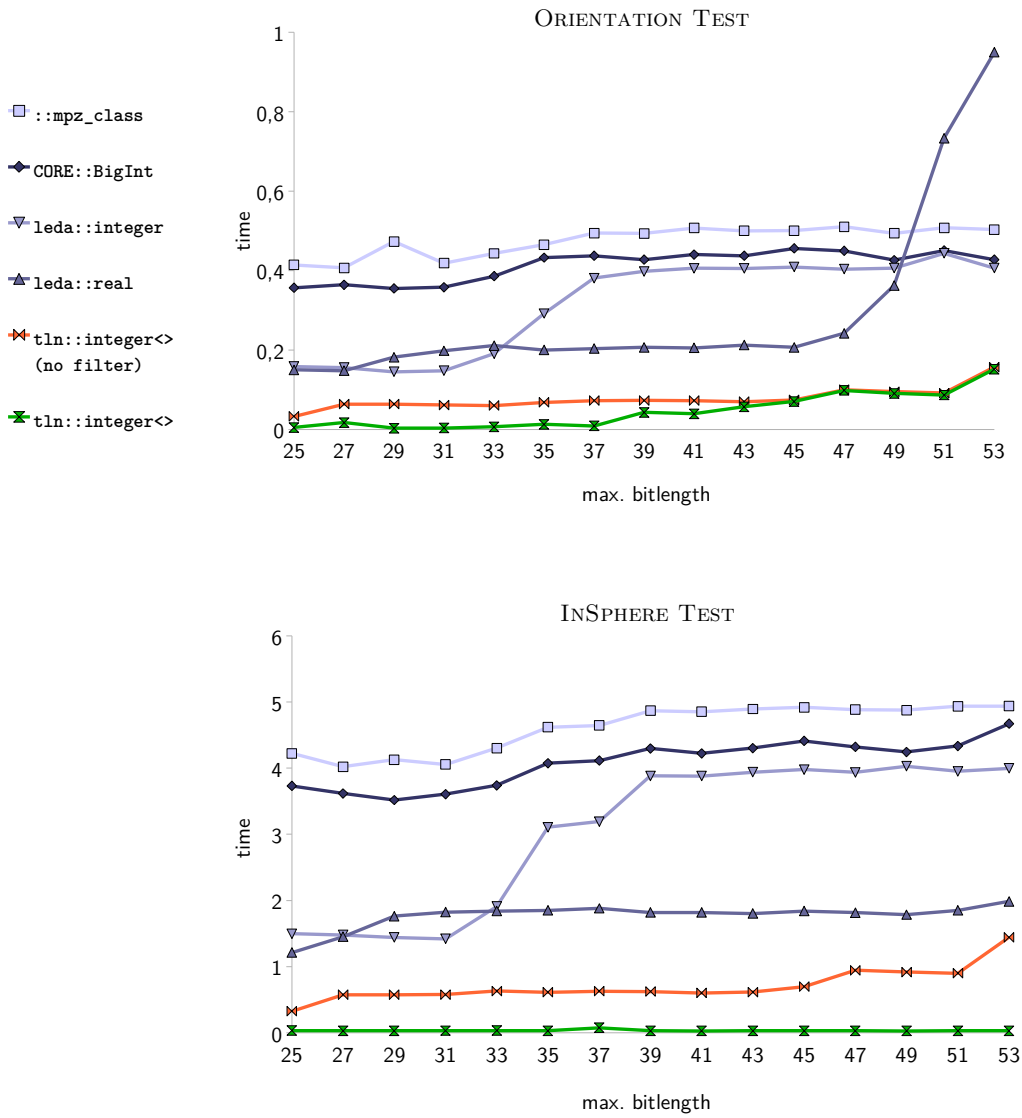 ORIENTATION TEST
::mpz_class
CORE::BigInt
leda::integer
leda::real
tln::integer<>
(no filter)
tln::integer<>
1
0,8
0,6
0,4
0,2
0
time
25 27 29 31 33 35 37 39 41 43 45 47 49 51 53
max. bitlength
INSPHERE TEST
6
5
4
3
2
1
0
time
25 27 29 31 33 35 37 39 41 43 45 47 49 51 53
max. bitlength